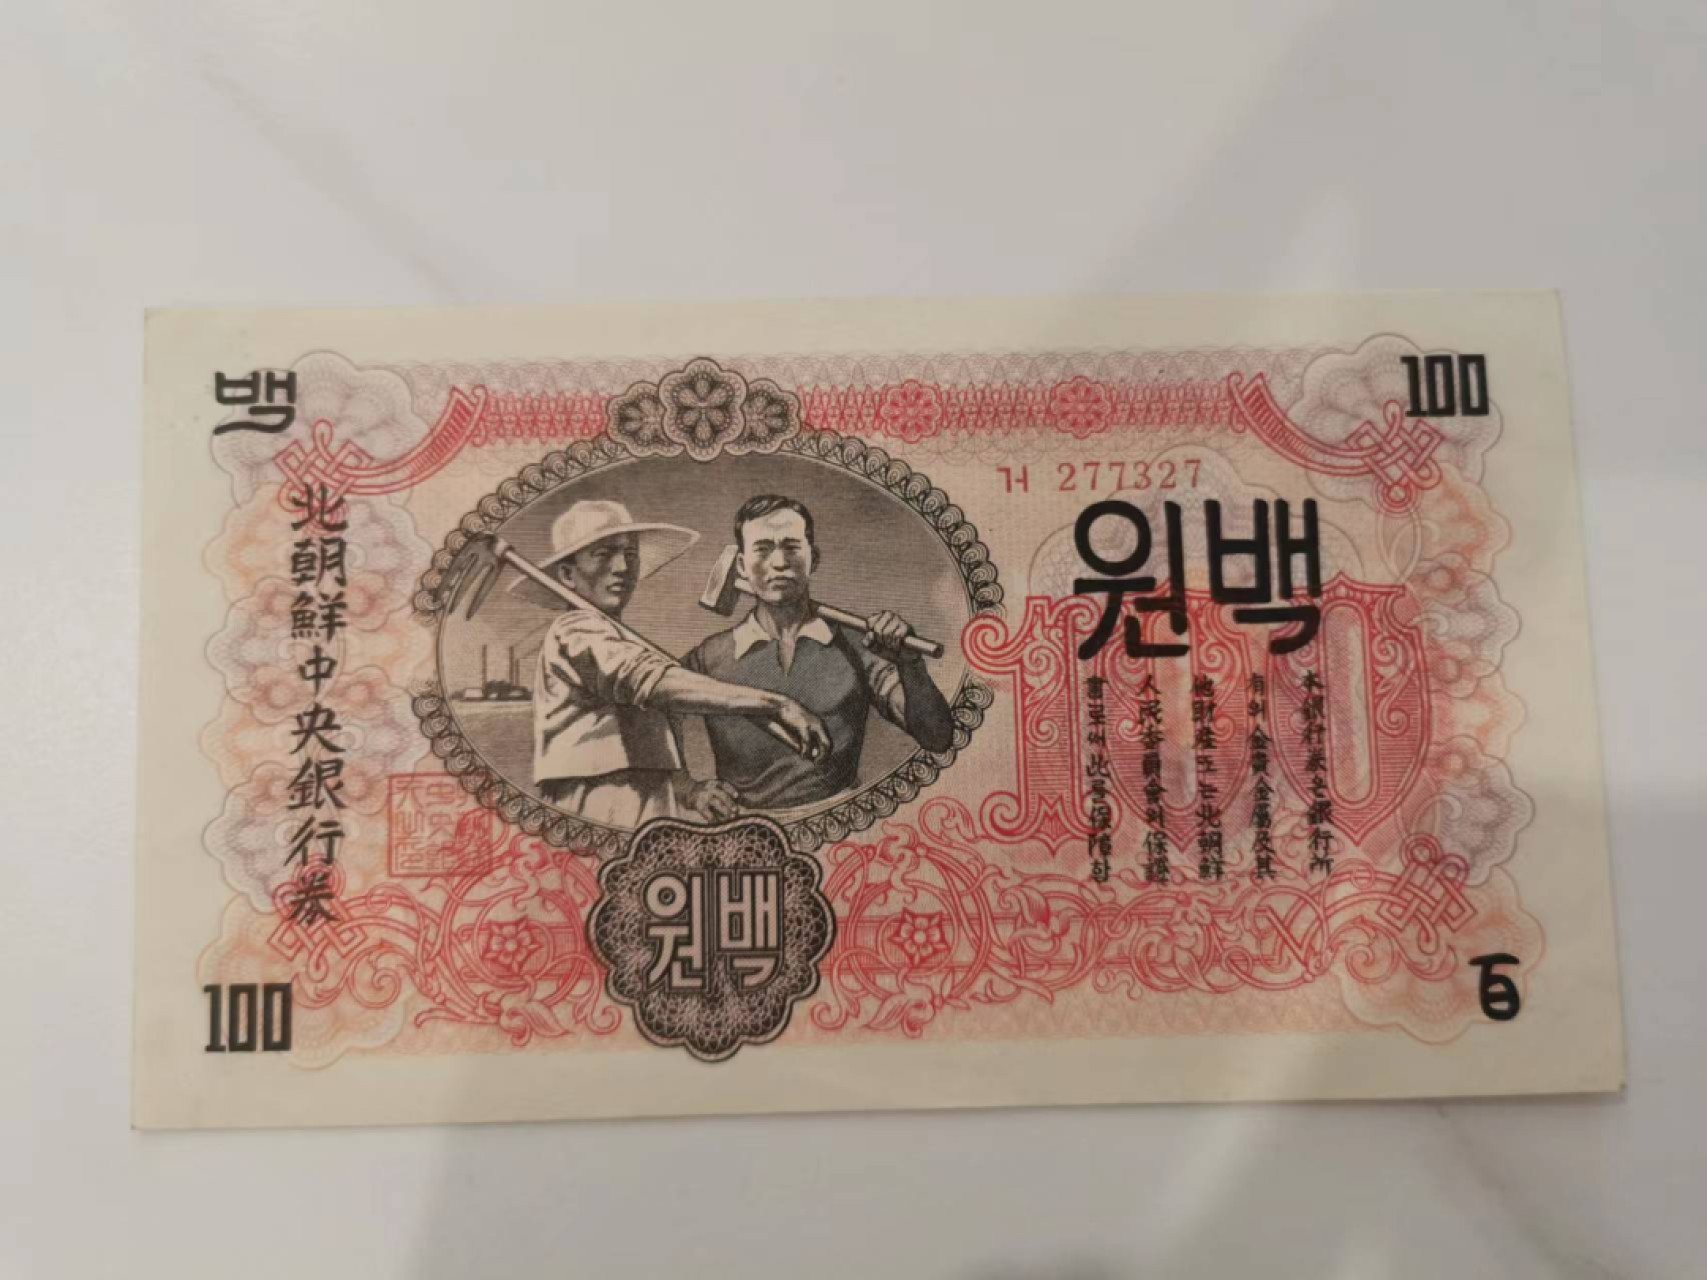 백
100
北朝鮮中央銀行券
거 277327
원백
本銀行券은銀行所
有의金貴金屬及其
他財産또는北朝鮮
人民委員會의保證
書로써此를保障함
원백
100
百